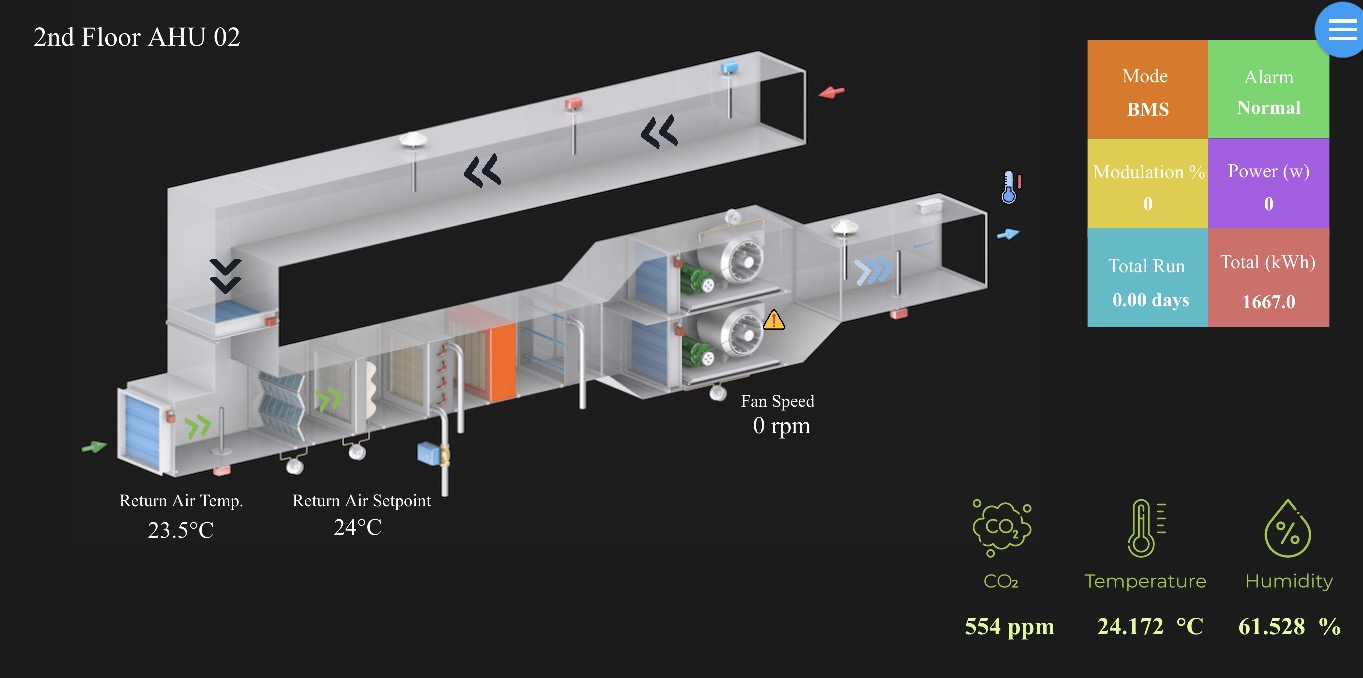 2nd Floor AHU 02
Mode
BMS
Alarm
Normal
Modulation %
0
Power (w)
0
Total Run
0.00 days
Total (kWh)
1667.0
Fan Speed
0 rpm
Return Air Temp.
23.5°C
Return Air Setpoint
24°C
CO₂
%
CO₂
554 ppm
Temperature
24.172 °C
Humidity
61.528 %